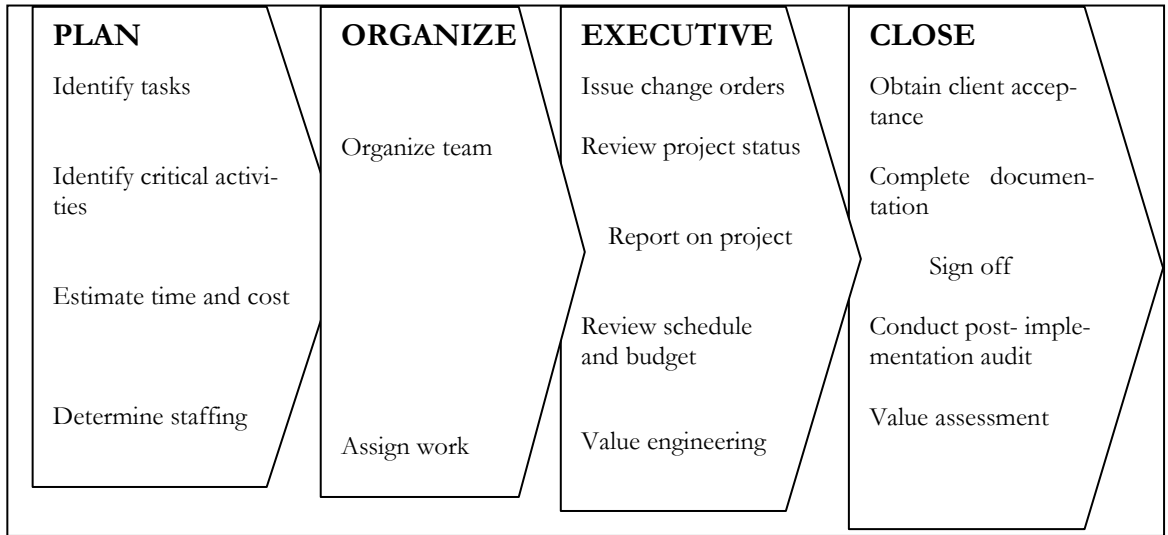 PLAN
Identify tasks
Identify critical activi-
ties
Estimate time and cost
Determine staffing
ORGANIZE
Organize team
Assign work
EXECUTIVE
Issue change orders
Review project status
Report on project
Review schedule
and budget
Value engineering
CLOSE
Obtain client accep-
tance
Complete documen-
tation
Sign off
Conduct post- imple-
mentation audit
Value assessment